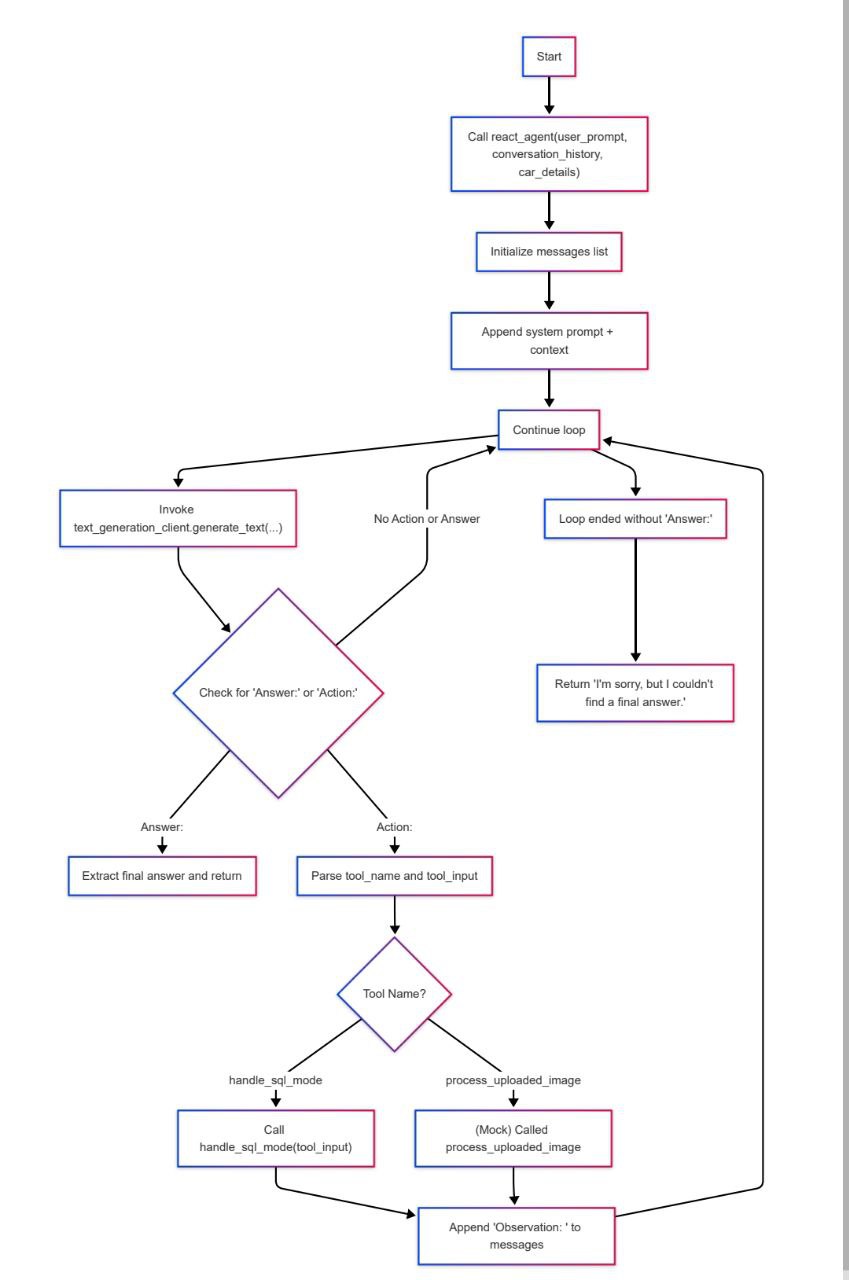 Start
Call react_agent(user_prompt,
conversation_history,
car_details)
Initialize messages list
Append system prompt +
context
Continue loop
Invoke
text_generation_client.generate_text(...)
No Action or Answer
Loop ended without 'Answer:'
Check for 'Answer:' or 'Action:'
Return 'I'm sorry, but I couldn't
find a final answer.'
Answer:
Action:
Extract final answer and return
Parse tool_name and tool_input
Tool Name?
handle_sql_mode
process_uploaded_image
Call
handle_sql_mode(tool_input)
(Mock) Called
process_uploaded_image
Append 'Observation: ' to
messages